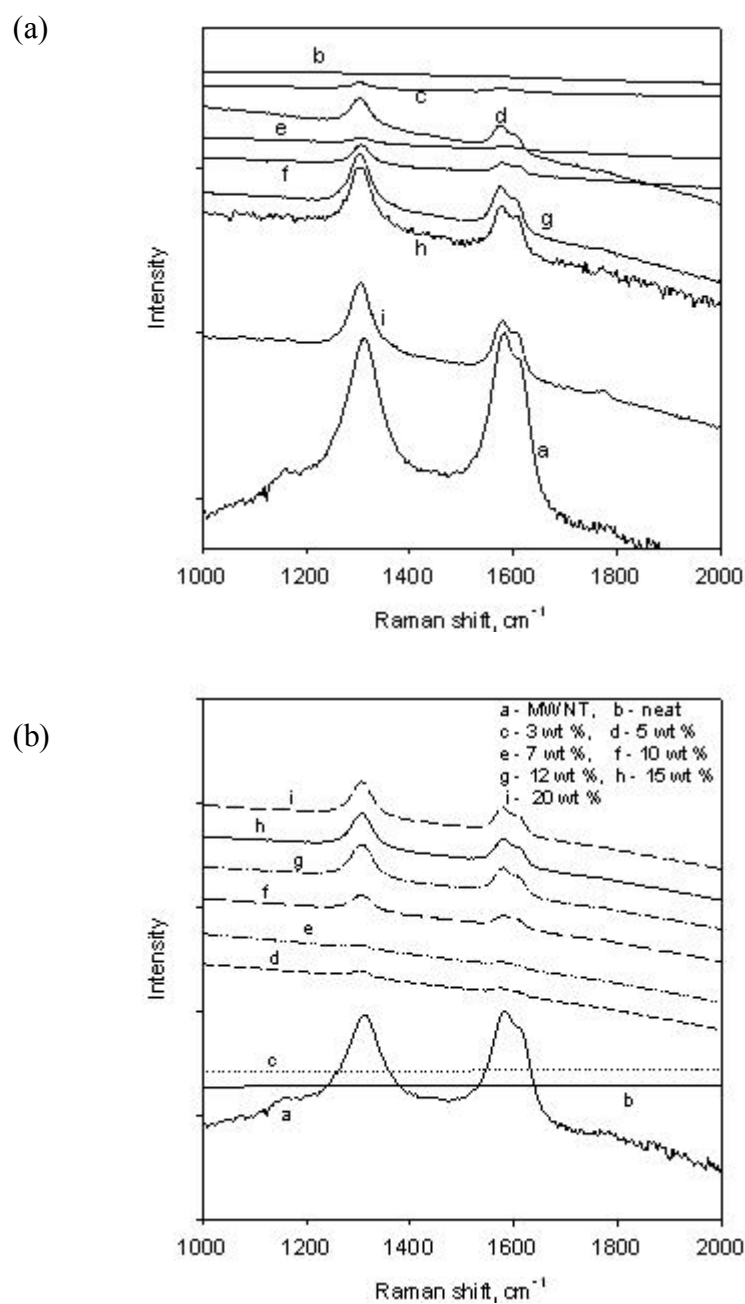 (a)
b
c
d
e
f
g
h
i
a
Intensity
1000 1200 1400 1600 1800 2000
Raman shift, cm⁻¹
(b)
a - MWNT, b - neat
c - 3 wt %, d - 5 wt %
e - 7 wt %, f - 10 wt %
g - 12 wt %, h - 15 wt %
i - 20 wt %
i
h
g
f
e
d
c
b
a
Intensity
1000 1200 1400 1600 1800 2000
Raman shift, cm⁻¹